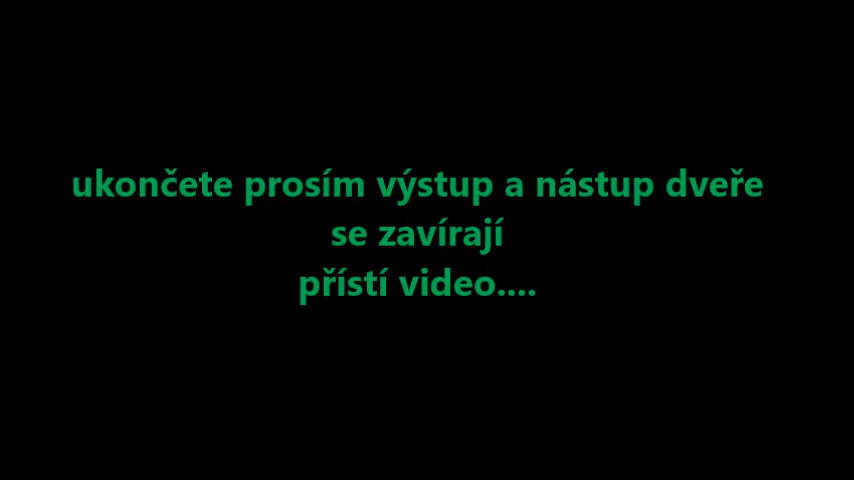 ukončete prosím výstup a nástup dveře
se zavírají
příští video....